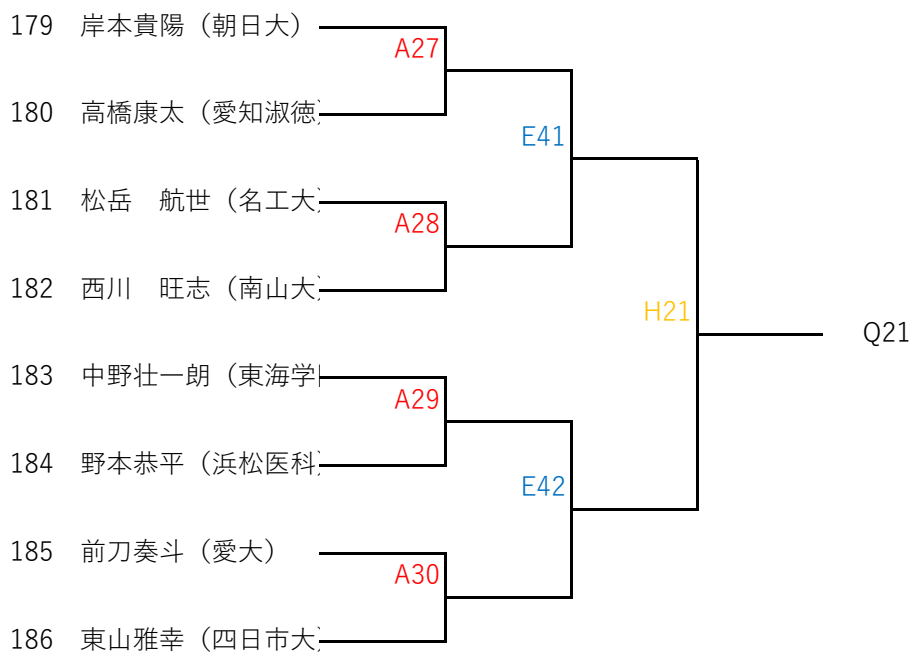 179 岸本貴陽（朝日大）
A27
180 高橋康太（愛知淑徳）
E41
181 松岳　航世（名工大）
A28
182 西川　旺志（南山大）
H21
Q21
183 中野壮一朗（東海学
A29
184 野本恭平（浜松医科）
E42
185 前刀奏斗（愛大）
A30
186 東山雅幸（四日市大）